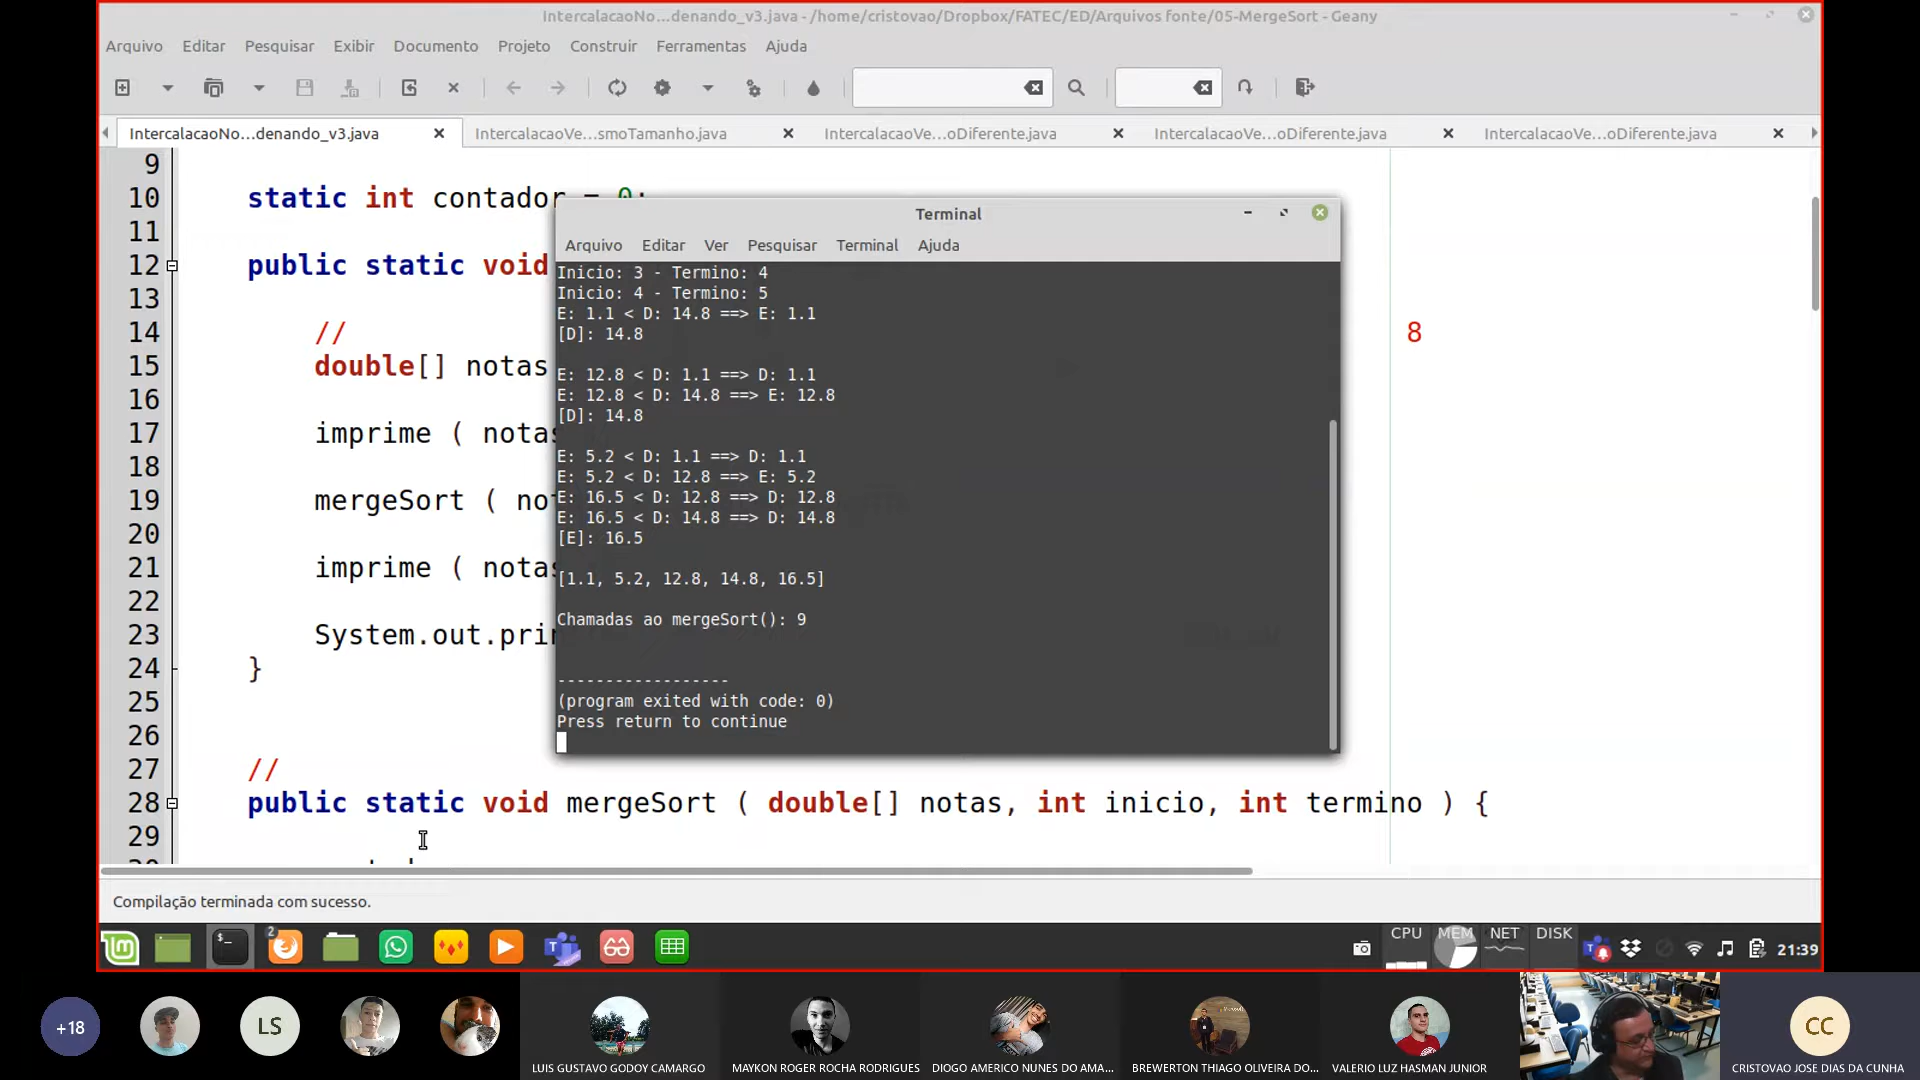 IntercalacaoNo...denando_v3.java - /home/cristovao/Dropbox/FATEC/ED/Arquivos fonte/05-MergeSort - Geany
Arquivo Editar Pesquisar Exibir Documento Projeto Construir Ferramentas Ajuda
IntercalacaoNo...denando_v3.java IntercalacaoVe...smoTamanho.java IntercalacaoVe...oDiferente.java IntercalacaoVe...oDiferente.java IntercalacaoVe...oDiferente.java
9
10 static int contador = 0;
11
12 public static void
13
14 // 8
15 double[] notas
16
17 imprime ( notas
18
19 mergeSort ( no
20
21 imprime ( notas
22
23 System.out.prin
24 }
25
26
27 //
28 public static void mergeSort ( double[] notas, int inicio, int termino ) {
29
Terminal
Arquivo Editar Ver Pesquisar Terminal Ajuda
Inicio: 3 - Termino: 4
Inicio: 4 - Termino: 5
E: 1.1 < D: 14.8 ==> E: 1.1
[D]: 14.8
E: 12.8 < D: 1.1 ==> D: 1.1
E: 12.8 < D: 14.8 ==> E: 12.8
[D]: 14.8
E: 5.2 < D: 1.1 ==> D: 1.1
E: 5.2 < D: 12.8 ==> E: 5.2
E: 16.5 < D: 12.8 ==> D: 12.8
E: 16.5 < D: 14.8 ==> D: 14.8
[E]: 16.5
[1.1, 5.2, 12.8, 14.8, 16.5]
Chamadas ao mergeSort(): 9
------------------
(program exited with code: 0)
Press return to continue
Compilação terminada com sucesso.
$- 2 CPU MEM NET DISK 21:39
+18 LS CC
LUIS GUSTAVO GODOY CAMARGO MAYKON ROGER ROCHA RODRIGUES DIOGO AMERICO NUNES DO AMA... BREWERTON THIAGO OLIVEIRA DO... VALERIO LUZ HASMAN JUNIOR CRISTOVAO JOSE DIAS DA CUNHA